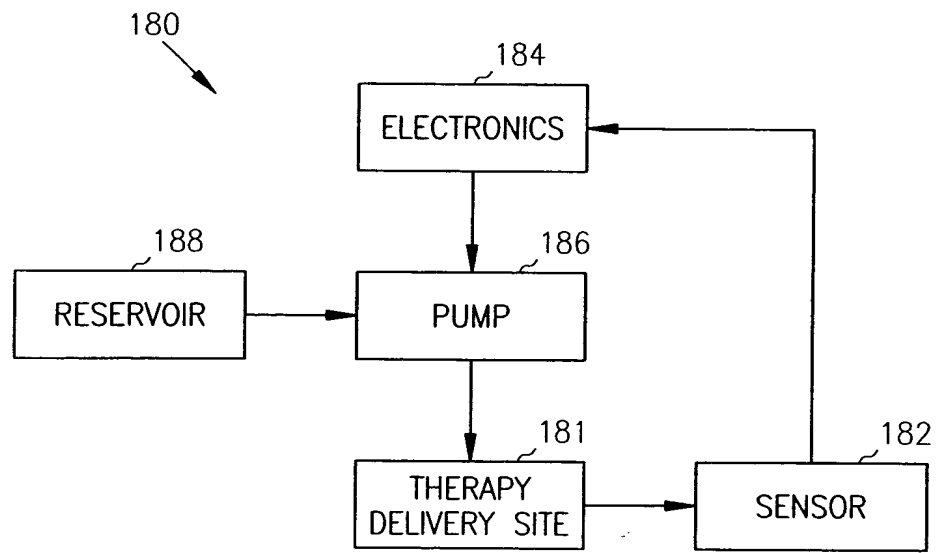 180
184
ELECTRONICS
188
RESERVOIR
186
PUMP
181
THERAPY
DELIVERY SITE
182
SENSOR